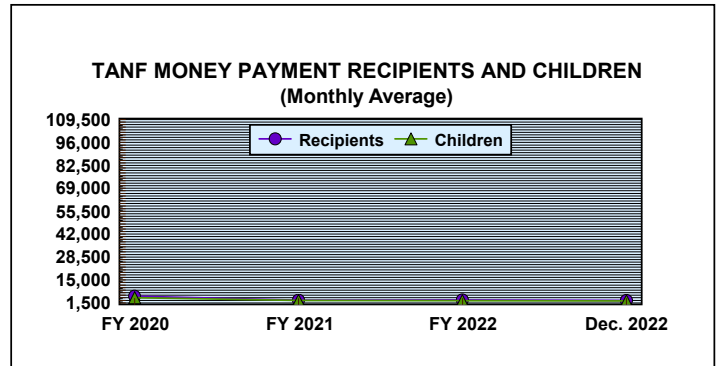 TANF MONEY PAYMENT RECIPIENTS AND CHILDREN
(Monthly Average)
Recipients Children
109,500
96,000
82,500
69,000
55,500
42,000
28,500
15,000
1,500
FY 2020 FY 2021 FY 2022 Dec. 2022